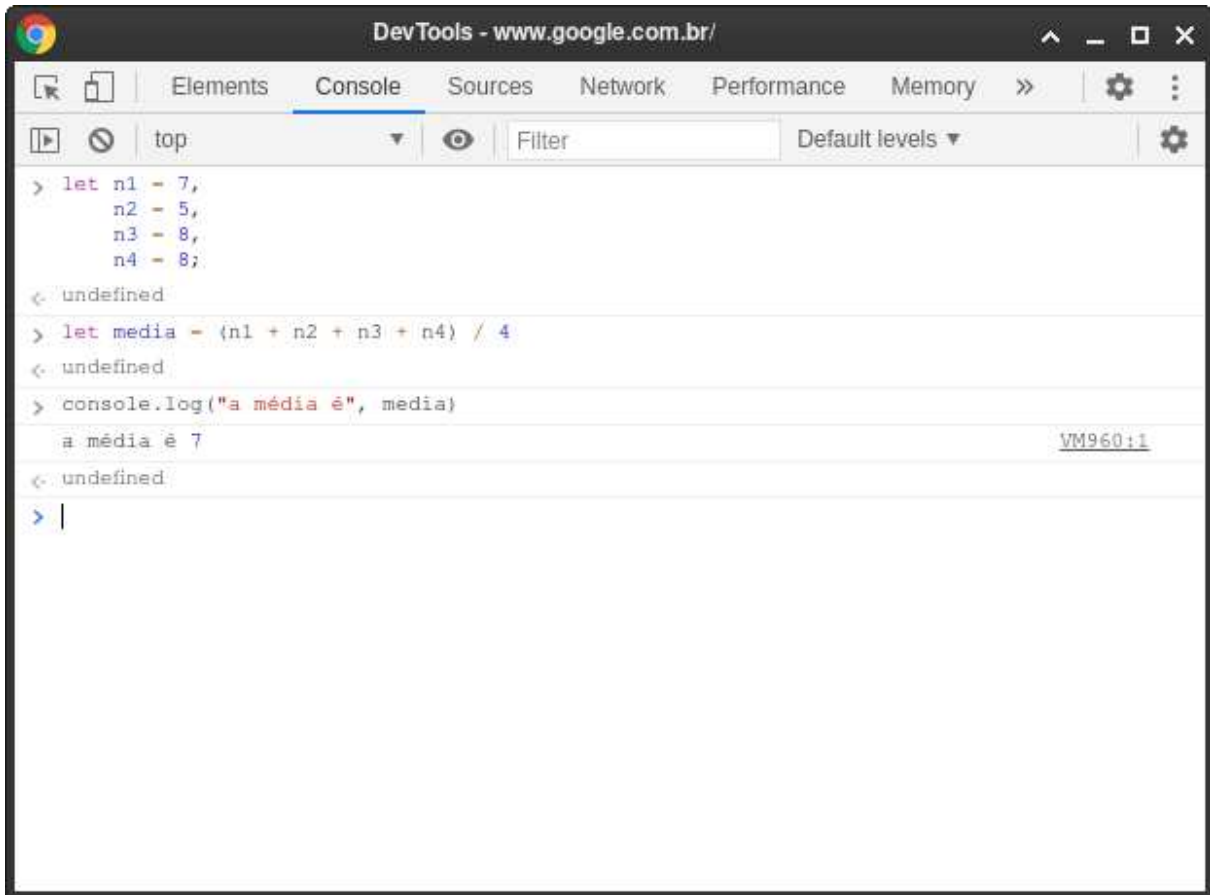 DevTools - www.google.com.br/
Elements Console Sources Network Performance Memory »
top Filter Default levels ▼
> let n1 = 7,
n2 = 5,
n3 = 8,
n4 = 8;
<· undefined
> let media = (n1 + n2 + n3 + n4) / 4
<· undefined
> console.log("a média é", media)
a média é 7 VM960:1
<· undefined
>